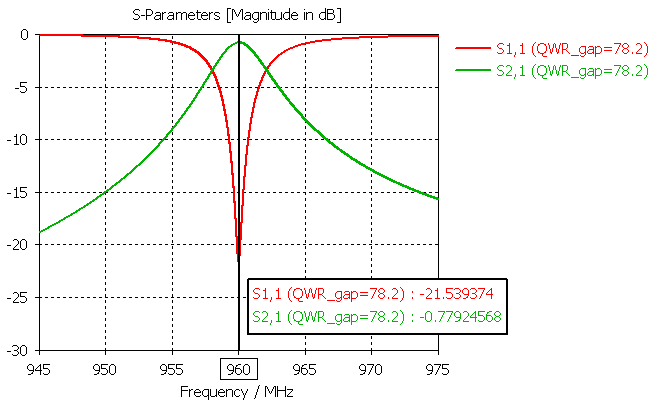 S-Parameters [Magnitude in dB]
S1,1 (QWR_gap=78.2)
S2,1 (QWR_gap=78.2)
0
-5
-10
-15
-20
-25
-30
S1,1 (QWR_gap=78.2) : -21.539374
S2,1 (QWR_gap=78.2) : -0.77924568
945 950 955 960 965 970 975
Frequency / MHz